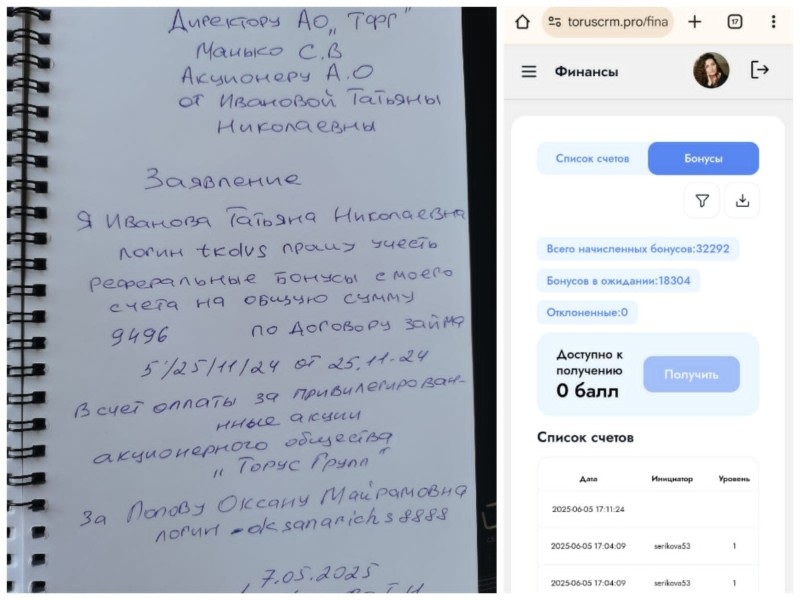 Директору АО „ТФГ"
Манько С.В
Акционеру А.О
от Ивановой Татьяны
Николаевны
Заявление
Я Иванова Татьяна Николаевна
логин tkdvs прошу учесть
реферальные бонусы с моего
счета на общую сумму
9496 по Договору займа
5/25/11/24 от 25.11.24
В счет оплаты за привилегирован-
нные акции
акционерного общества
„Торус Групп"
За Попову Оксану Майрамовна
логин - oksanarichs8888
7.05.2025
toruscrm.pro/fina
17
Финансы
Список счетов
Бонусы
Всего начисленных бонусов:32292
Бонусов в ожидании:18304
Отклоненные:0
Доступно к
получению
0 балл
Получить
Список счетов
Дата Инициатор Уровень
2025-06-05 17:11:24
2025-06-05 17:04:09 serikova53 1
2025-06-05 17:04:09 serikova53 1